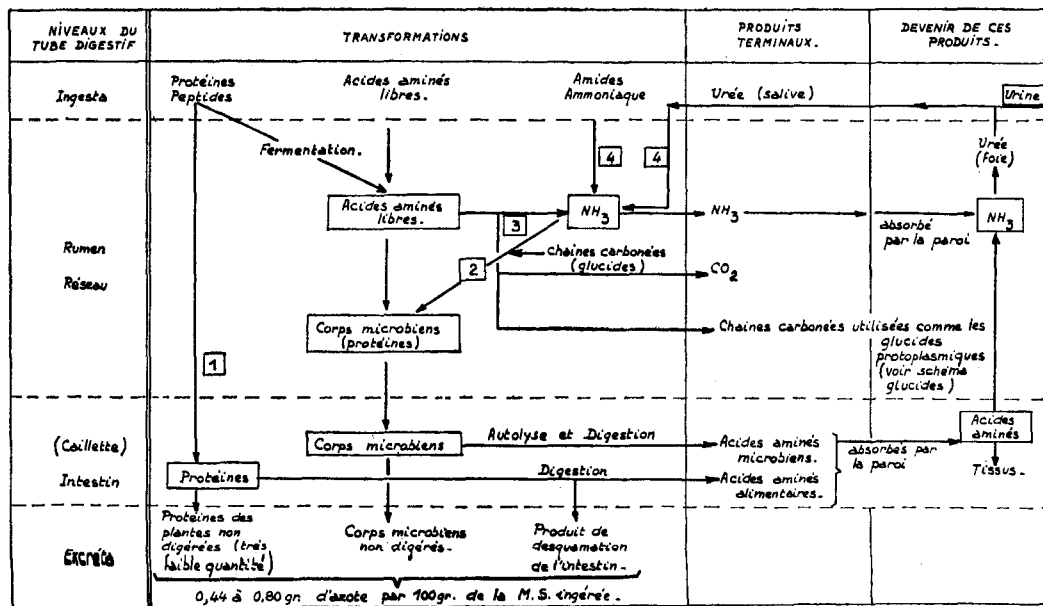 NIVEAUX DU
TUBE DIGESTIF
TRANSFORMATIONS
PRODUITS
TERMINAUX.
DEVENIR DE CES
PRODUITS.
Ingesta
Protéines
Peptides
Acides aminés
libres.
Amides
Ammoniaque
Urée (salive)
Urine
Fermentation.
4
4
Urée
(foie)
Acides aminés
libres.
3
NH3
NH3
absorbé
par la paroi
NH3
Rumen
Réseau
2
Chaines carbonées
(glucides)
CO2
Corps microbiens
(protéines)
Chaines carbonées utilisées comme les
glucides
protoplasmiques
(voir schéma
glucides)
1
(Caillette)
Intestin
Corps microbiens
Autolyse et Digestion
Acides aminés
microbiens.
absorbés par
la paroi
Acides
aminés
Tissus.
Protéines
Digestion
Acides aminés
alimentaires.
Excréta
Protéines des
plantes non
digérées (trés
faible quantité)
Corps microbiens
non digérés.
Produit de
desquamation
de l'intestin.
0,44 à 0,80 gr. d'azote par 100gr. de la M.S. ingérée.